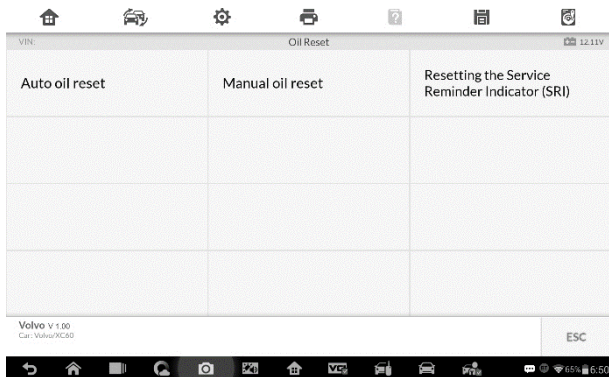 VIN:
Oil Reset
12.11V
Auto oil reset
Manual oil reset
Resetting the Service
Reminder Indicator (SRI)
Volvo V 1.00
Car: Volvo/XC60
ESC
65% 6:50